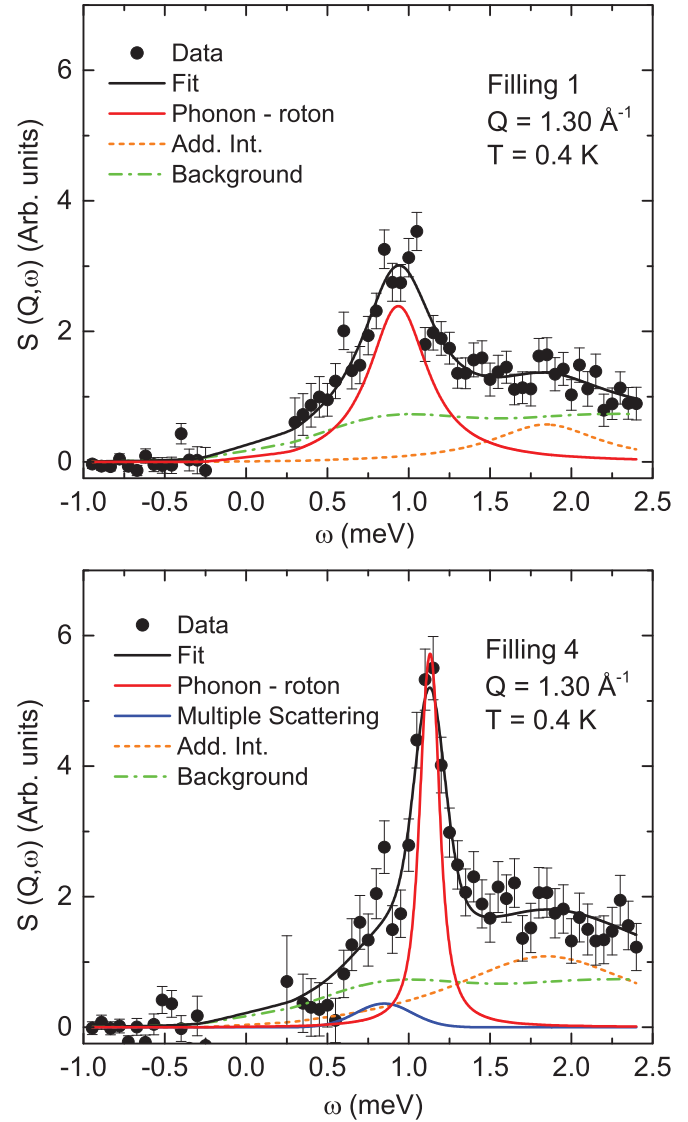 6
4
2
0
S (Q,ω) (Arb. units)
Data
Fit
Phonon - roton
Add. Int.
Background
Filling 1
Q = 1.30 Å⁻¹
T = 0.4 K
-1.0 -0.5 0.0 0.5 1.0 1.5 2.0 2.5
ω (meV)
6
4
2
0
S (Q,ω) (Arb. units)
Data
Fit
Phonon - roton
Multiple Scattering
Add. Int.
Background
Filling 4
Q = 1.30 Å⁻¹
T = 0.4 K
-1.0 -0.5 0.0 0.5 1.0 1.5 2.0 2.5
ω (meV)